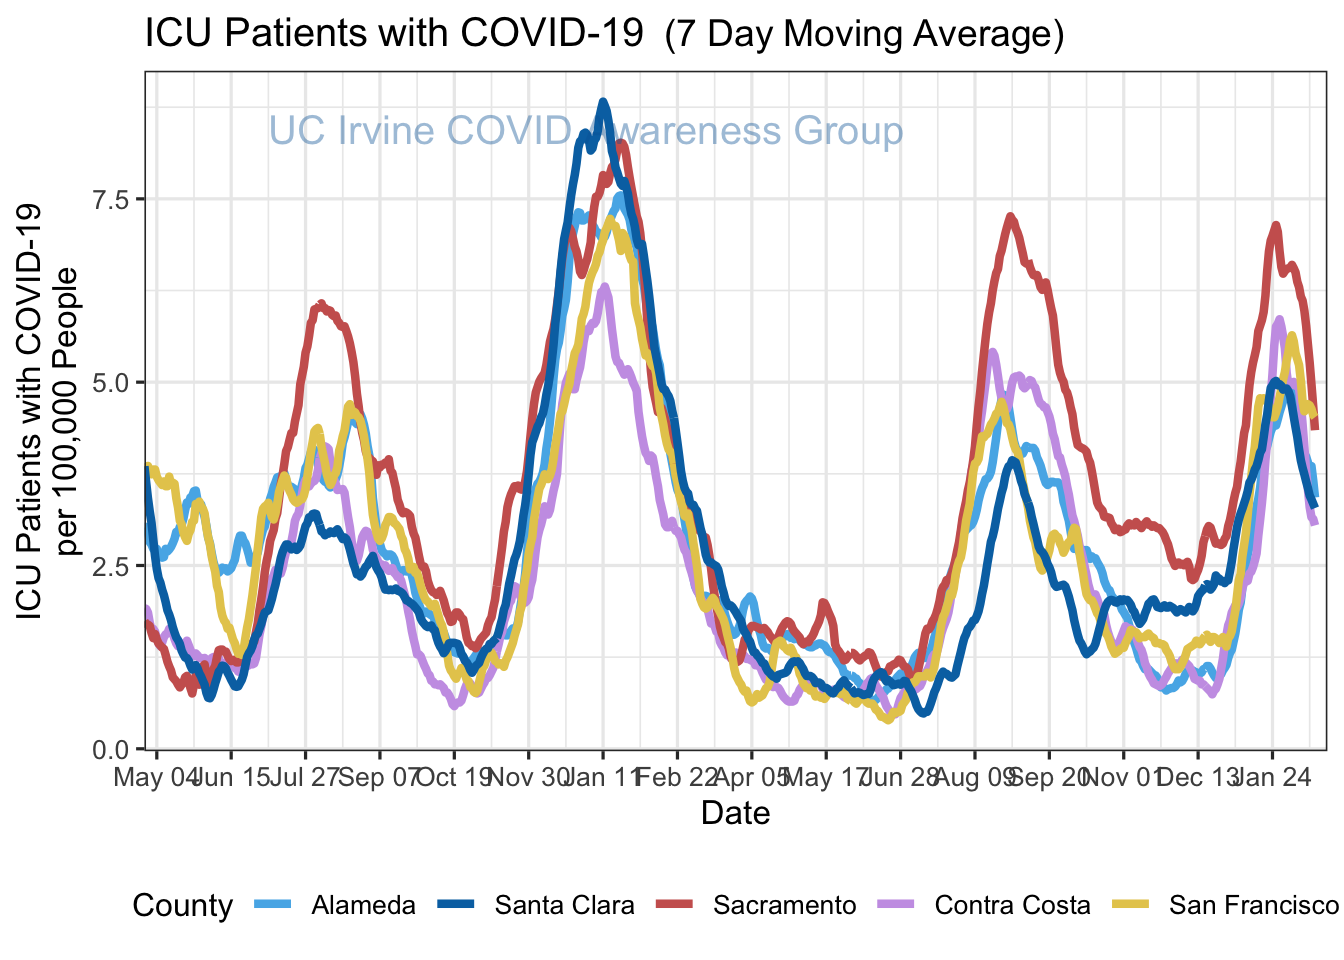 ICU Patients with COVID-19 (7 Day Moving Average)
UC Irvine COVID Awareness Group
ICU Patients with COVID-19
per 100,000 People
7.5
5.0
2.5
0.0
May 04 Jun 15 Jul 27 Sep 07 Oct 19 Nov 30 Jan 11 Feb 22 Apr 05 May 17 Jun 28 Aug 09 Sep 20 Nov 01 Dec 13 Jan 24
Date
County Alameda Santa Clara Sacramento Contra Costa San Francisco